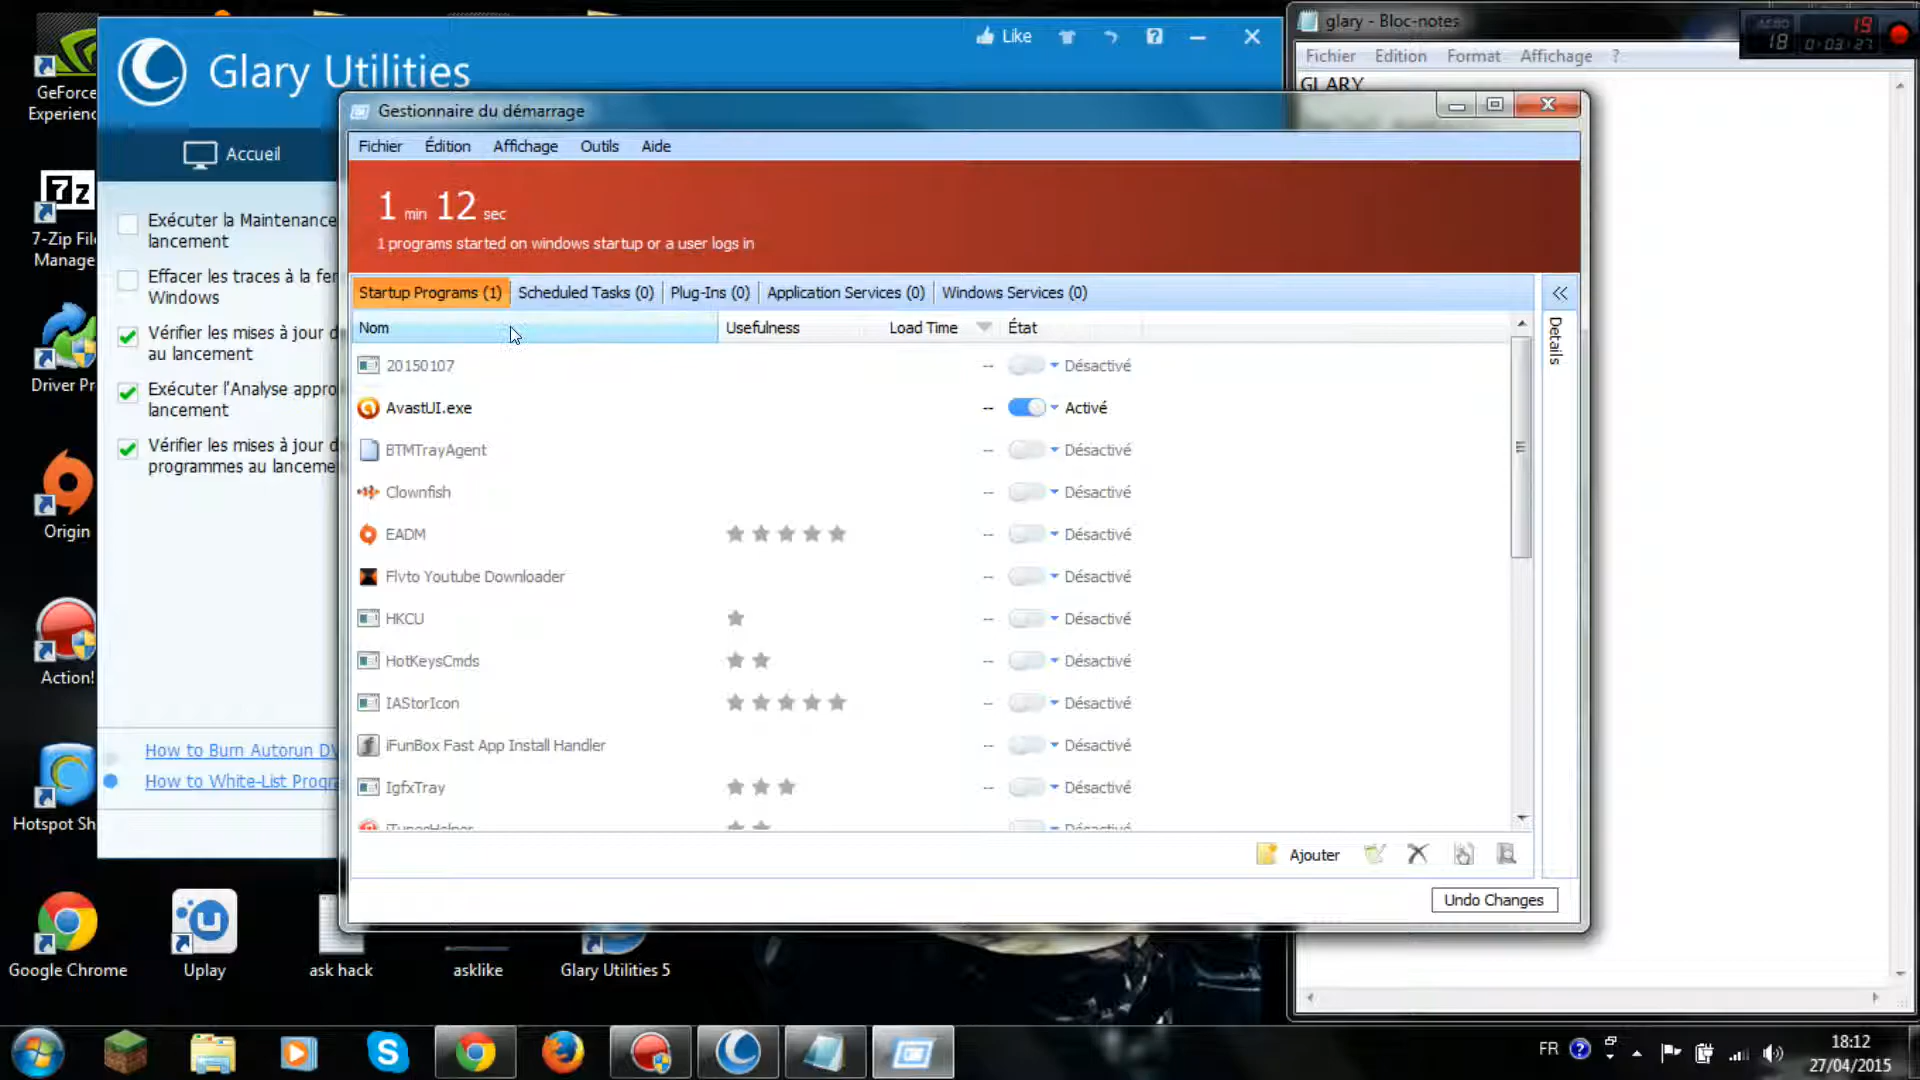 GeForce
Experienc
7-Zip Fil
Manage
Driver Pr
Origin
Action!
Hotspot Sh
Google Chrome
Uplay
ask hack
asklike
Glary Utilities 5
Glary Utilities
Like
Accueil
Exécuter la Maintenance
lancement
Effacer les traces à la fer
Windows
Vérifier les mises à jour d
au lancement
Exécuter l'Analyse appro
lancement
Vérifier les mises à jour d
programmes au lanceme
How to Burn Autorun D
How to White-List Progr
glary - Bloc-notes
Fichier Edition Format Affichage ?
GLARY
18
19
0:03:27
Gestionnaire du démarrage
Fichier Édition Affichage Outils Aide
1 min 12 sec
1 programs started on windows startup or a user logs in
Startup Programs (1) Scheduled Tasks (0) Plug-Ins (0) Application Services (0) Windows Services (0)
Details
Nom Usefulness Load Time État
20150107 -- Désactivé
AvastUI.exe -- Activé
BTMTrayAgent -- Désactivé
Clownfish -- Désactivé
EADM -- Désactivé
Flvto Youtube Downloader -- Désactivé
HKCU -- Désactivé
HotKeysCmds -- Désactivé
IAStorIcon -- Désactivé
iFunBox Fast App Install Handler -- Désactivé
IgfxTray -- Désactivé
iTunesHelper Désactivé
Ajouter
Undo Changes
FR
18:12
27/04/2015